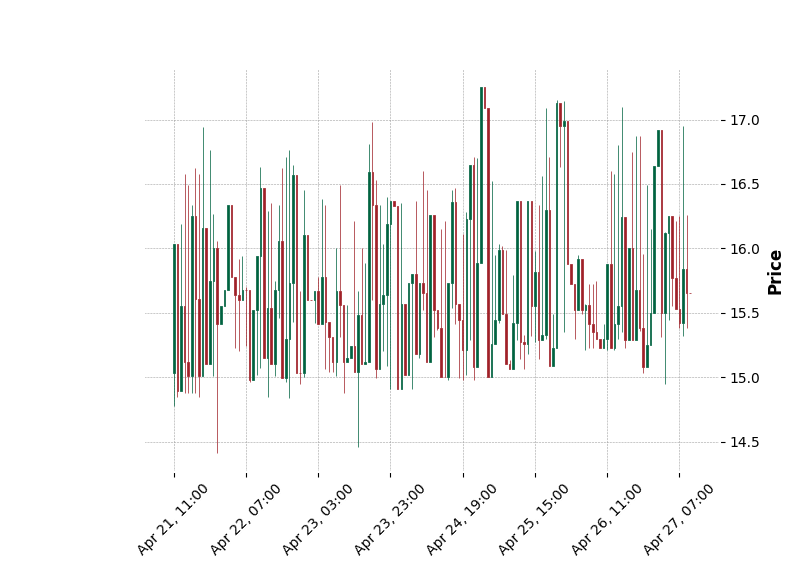 17.0
16.5
16.0
15.5
15.0
14.5
Price
Apr 21, 11:00
Apr 22, 07:00
Apr 23, 03:00
Apr 23, 23:00
Apr 24, 19:00
Apr 25, 15:00
Apr 26, 11:00
Apr 27, 07:00